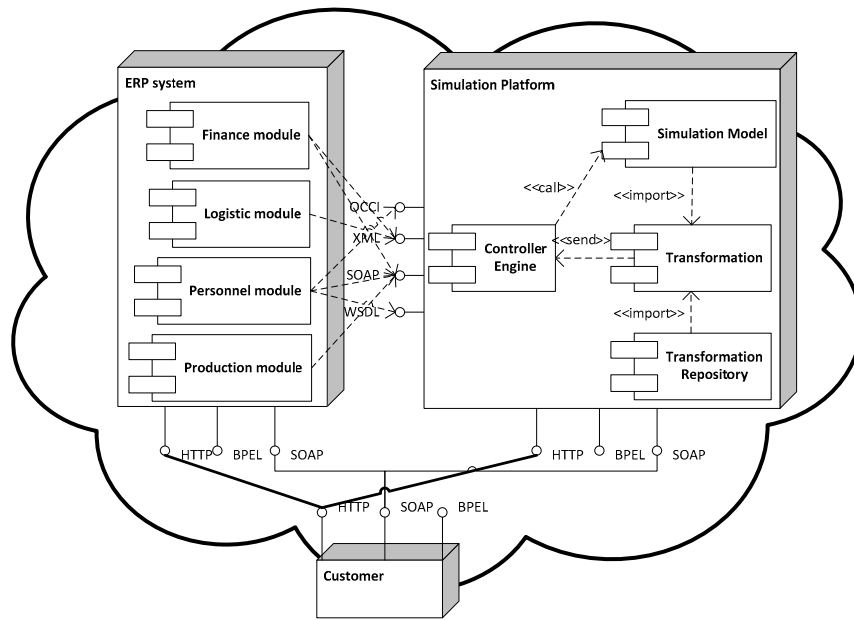 ERP system
Finance module
Logistic module
Personnel module
Production module
OCCI
XML
SOAP
WSDL
Simulation Platform
Simulation Model
<<call>>
<<import>>
Controller
Engine
<<send>>
Transformation
<<import>>
Transformation
Repository
HTTP
BPEL
SOAP
HTTP
BPEL
SOAP
HTTP
SOAP
BPEL
Customer